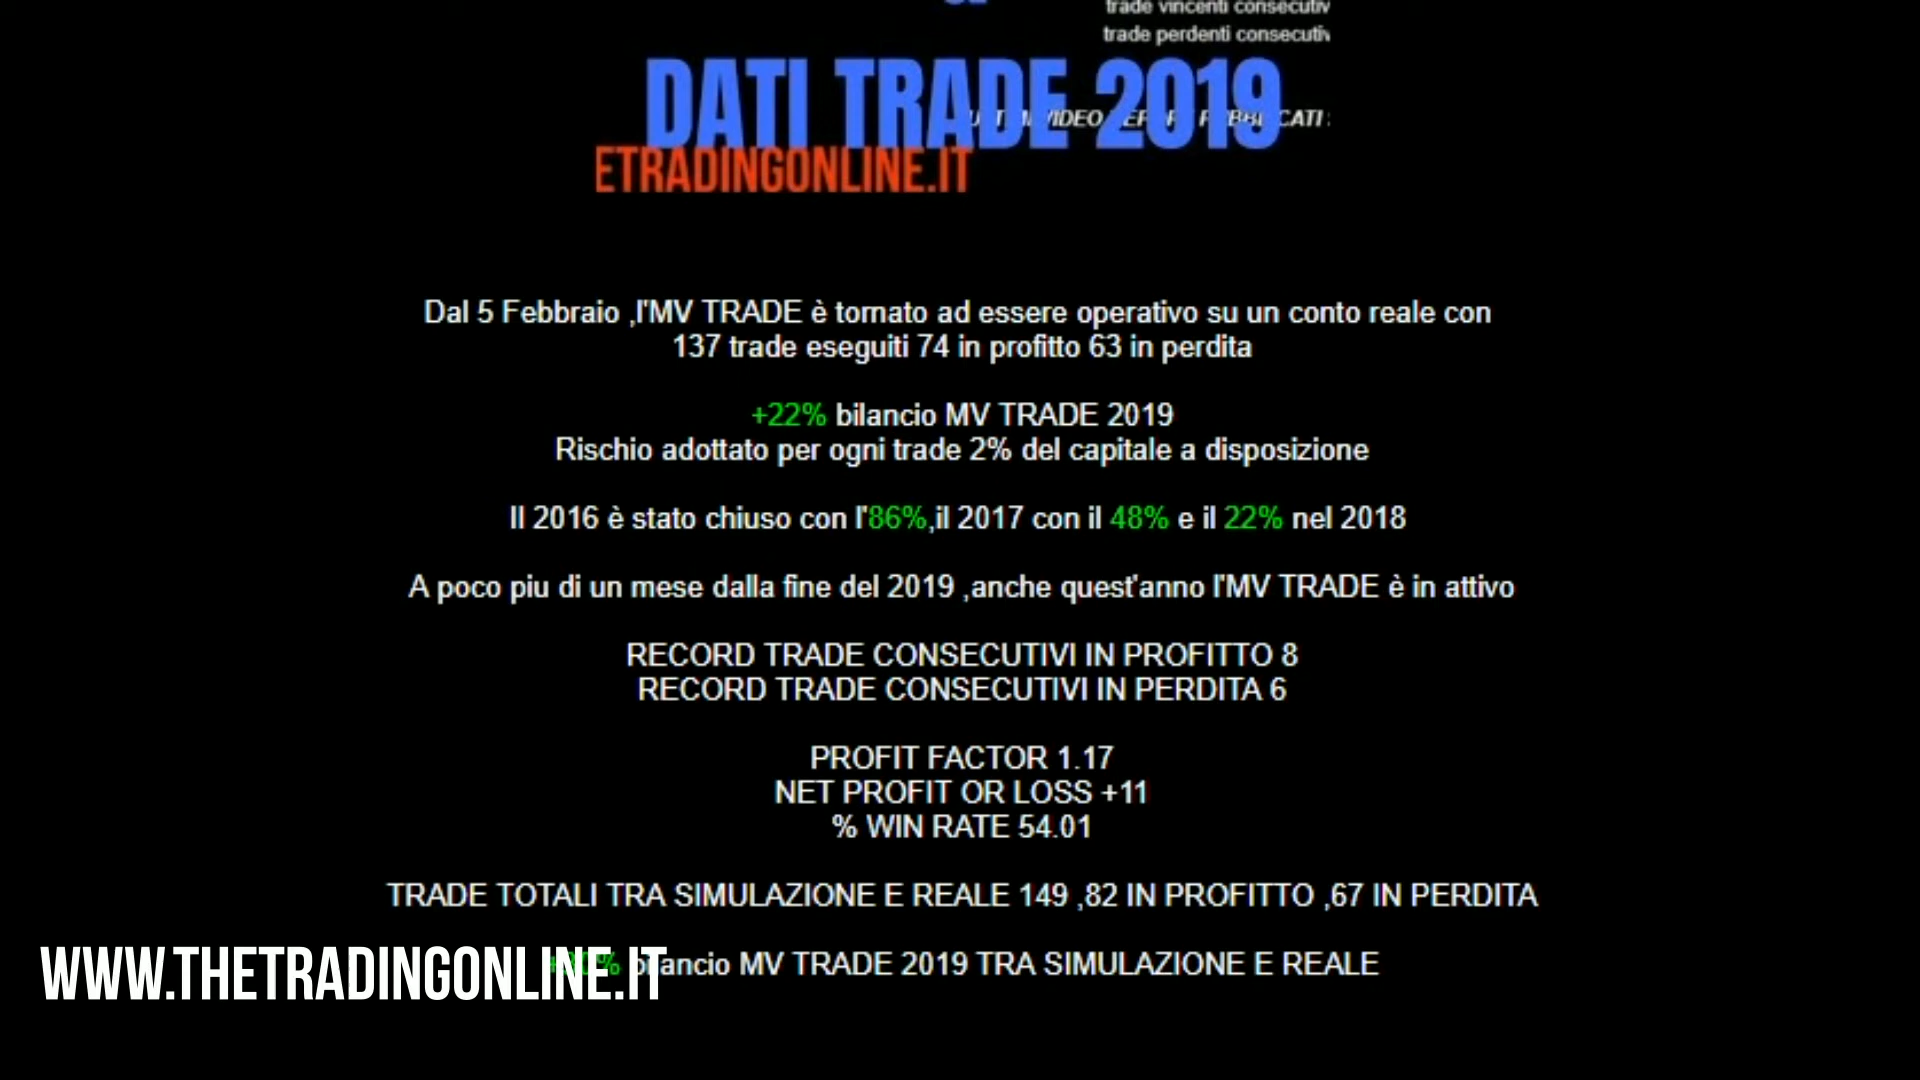 trade vincenti consecutiv
trade perdenti consecutiv
DATI TRADE 2019
VIDEO CATI :
ETRADINGONLINE.IT
Dal 5 Febbraio ,l'MV TRADE è tornato ad essere operativo su un conto reale con
137 trade eseguiti 74 in profitto 63 in perdita
+22% bilancio MV TRADE 2019
Rischio adottato per ogni trade 2% del capitale a disposizione
Il 2016 è stato chiuso con l'86%,il 2017 con il 48% e il 22% nel 2018
A poco piu di un mese dalla fine del 2019 ,anche quest'anno l'MV TRADE è in attivo
RECORD TRADE CONSECUTIVI IN PROFITTO 8
RECORD TRADE CONSECUTIVI IN PERDITA 6
PROFIT FACTOR 1.17
NET PROFIT OR LOSS +11
% WIN RATE 54.01
TRADE TOTALI TRA SIMULAZIONE E REALE 149 ,82 IN PROFITTO ,67 IN PERDITA
bilancio MV TRADE 2019 TRA SIMULAZIONE E REALE
WWW.THETRADINGONLINE.IT